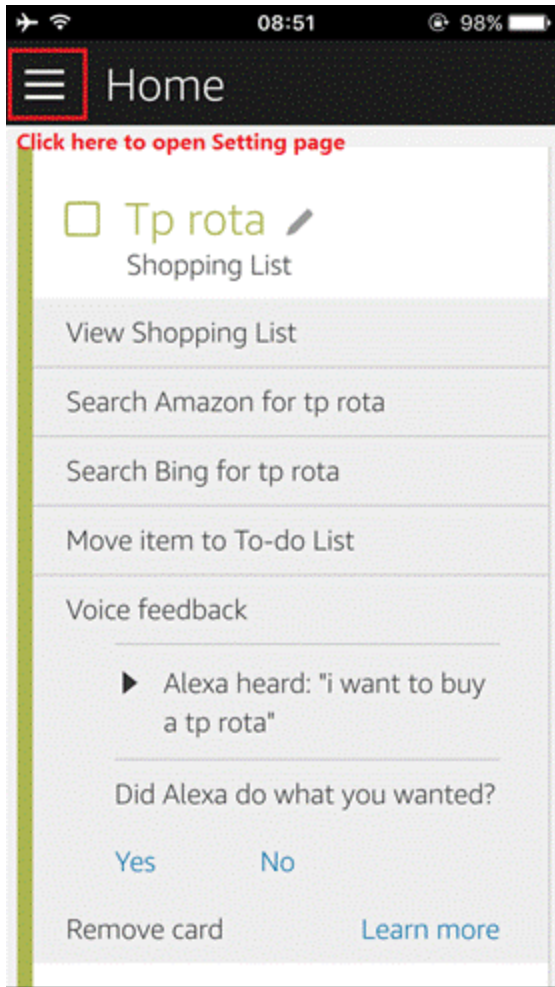 08:51 98%
Home
Click here to open Setting page
Tp rota
Shopping List
View Shopping List
Search Amazon for tp rota
Search Bing for tp rota
Move item to To-do List
Voice feedback
Alexa heard: "i want to buy
a tp rota"
Did Alexa do what you wanted?
Yes No
Remove card Learn more